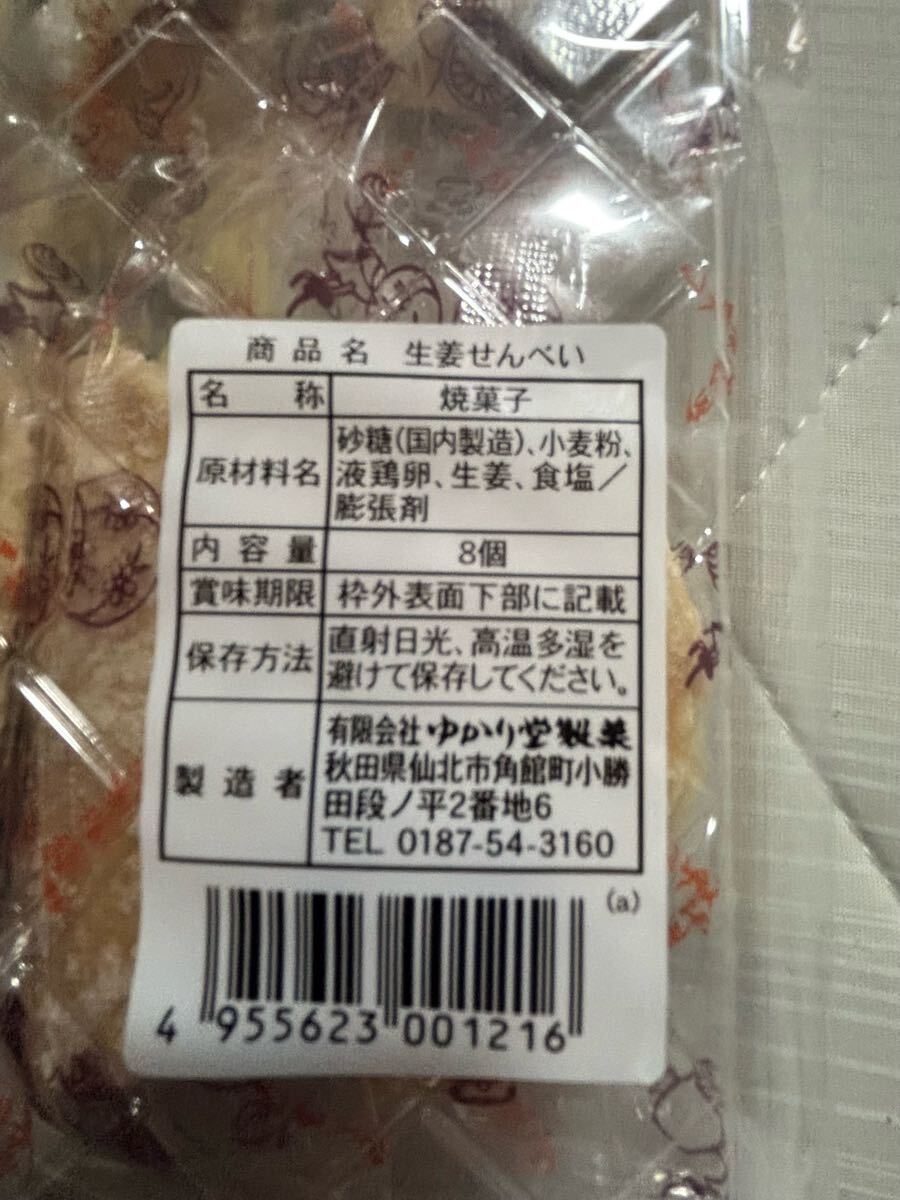 商品名 生姜せんべい
名称 焼菓子
原材料名 砂糖(国内製造)、小麦粉、
液鶏卵、生姜、食塩／
膨張剤
内容量 8個
賞味期限 枠外表面下部に記載
保存方法 直射日光、高温多湿を
避けて保存してください。
製造者 有限会社ゆかり堂製菓
秋田県仙北市角館町小勝
田段ノ平2番地6
TEL 0187-54-3160
(a)
4 955623 001216